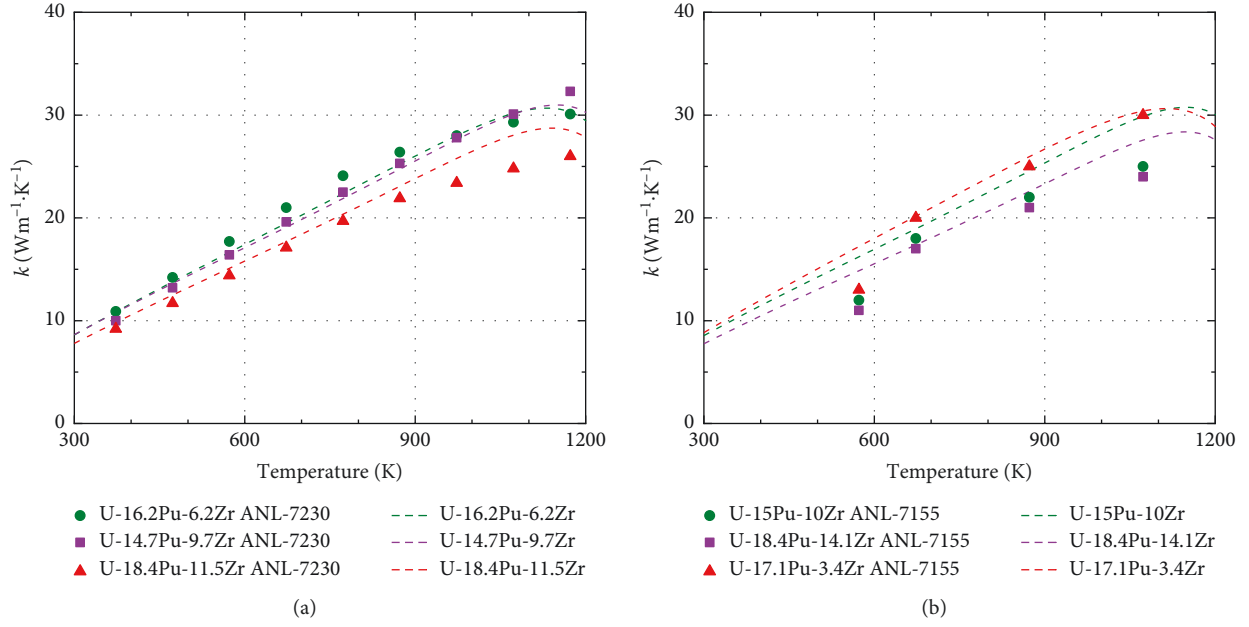 40
30
20
10
0
k (Wm⁻¹·K⁻¹)
300 600 900 1200
Temperature (K)
U-16.2Pu-6.2Zr ANL-7230 U-16.2Pu-6.2Zr
U-14.7Pu-9.7Zr ANL-7230 U-14.7Pu-9.7Zr
U-18.4Pu-11.5Zr ANL-7230 U-18.4Pu-11.5Zr
(a)
40
30
20
10
0
k (Wm⁻¹·K⁻¹)
300 600 900 1200
Temperature (K)
U-15Pu-10Zr ANL-7155 U-15Pu-10Zr
U-18.4Pu-14.1Zr ANL-7155 U-18.4Pu-14.1Zr
U-17.1Pu-3.4Zr ANL-7155 U-17.1Pu-3.4Zr
(b)